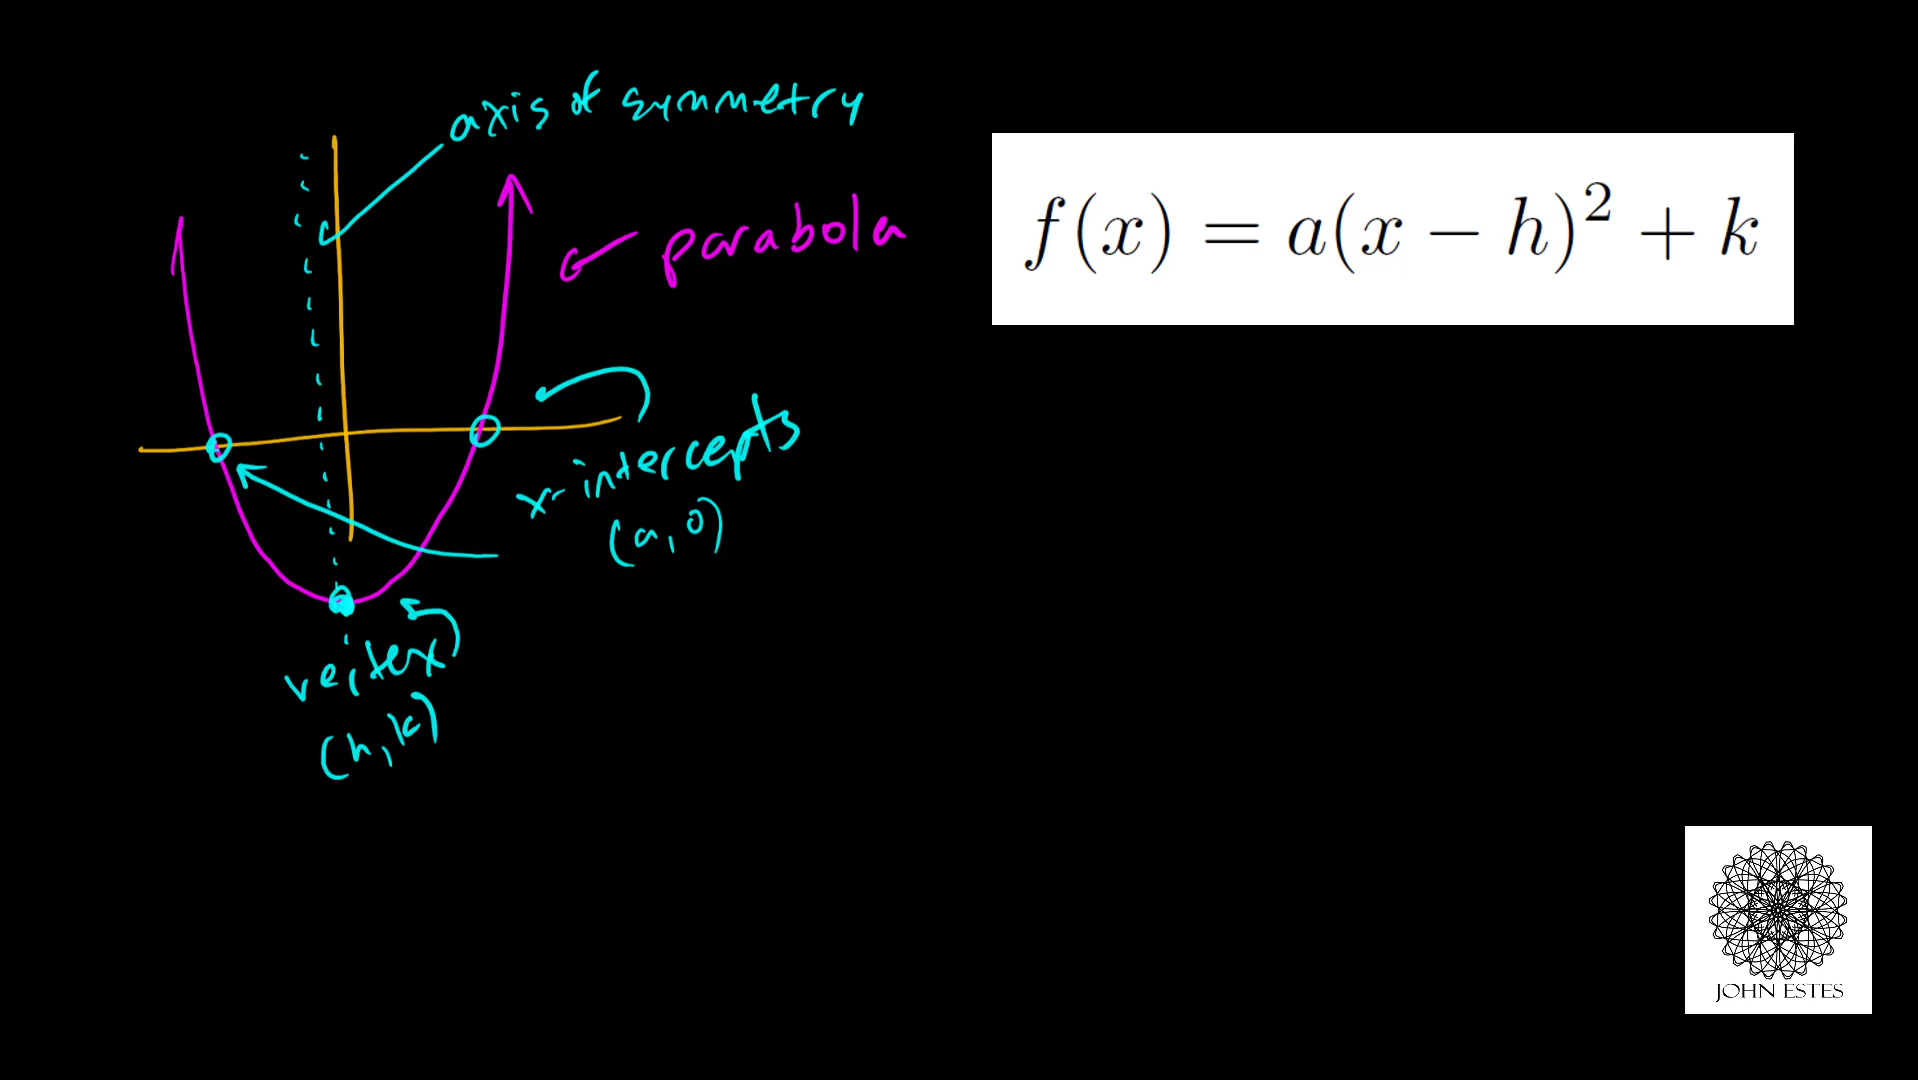 axis of symmetry
parabola
f(x) = a(x − h)² + k
x-intercepts
(a, 0)
vertex
(h, k)
JOHN ESTES